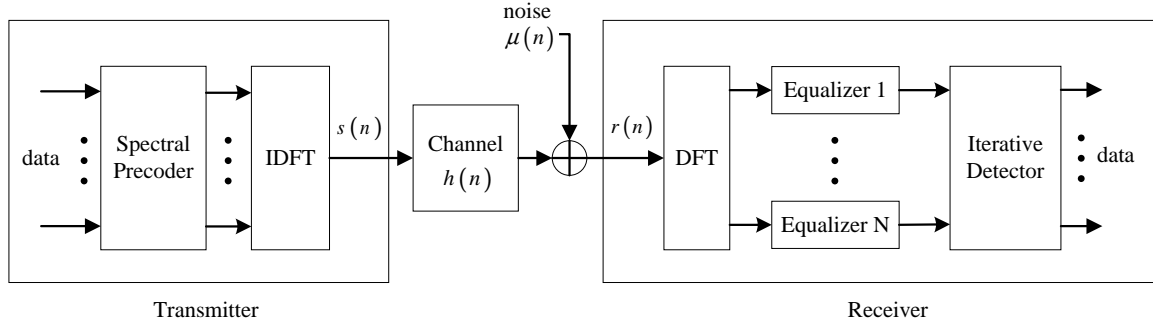 data
Spectral
Precoder
IDFT
s(n)
Channel
h(n)
noise
μ(n)
r(n)
DFT
Equalizer 1
Equalizer N
Iterative
Detector
data
Transmitter
Receiver